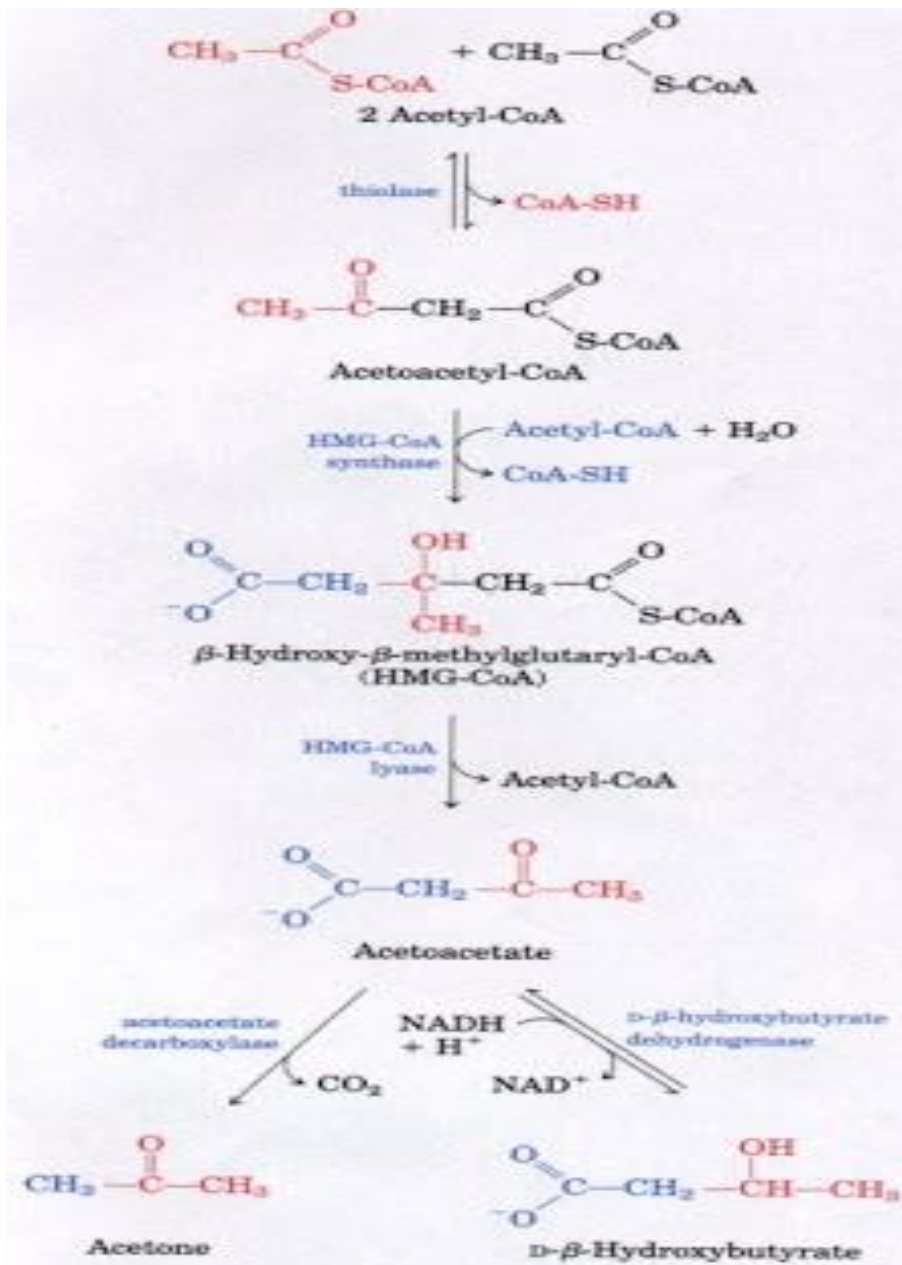 O O
CH₃ — C + CH₃ — C
S-CoA S-CoA
2 Acetyl-CoA
thiolase
CoA-SH
O O
CH₃—C—CH₂—C
S-CoA
Acetoacetyl-CoA
HMG-CoA
synthase
Acetyl-CoA + H₂O
CoA-SH
O OH O
C—CH₂—C—CH₂—C
⁻O CH₃ S-CoA
β-Hydroxy-β-methylglutaryl-CoA
(HMG-CoA)
HMG-CoA
lyase
Acetyl-CoA
O O
C—CH₂—C—CH₃
⁻O
Acetoacetate
acetoacetate
decarboxylase
CO₂
NADH
+ H⁺
NAD⁺
D-β-hydroxybutyrate
dehydrogenase
O
CH₃—C—CH₃
Acetone
O OH
C—CH₂—CH—CH₃
⁻O
D-β-Hydroxybutyrate